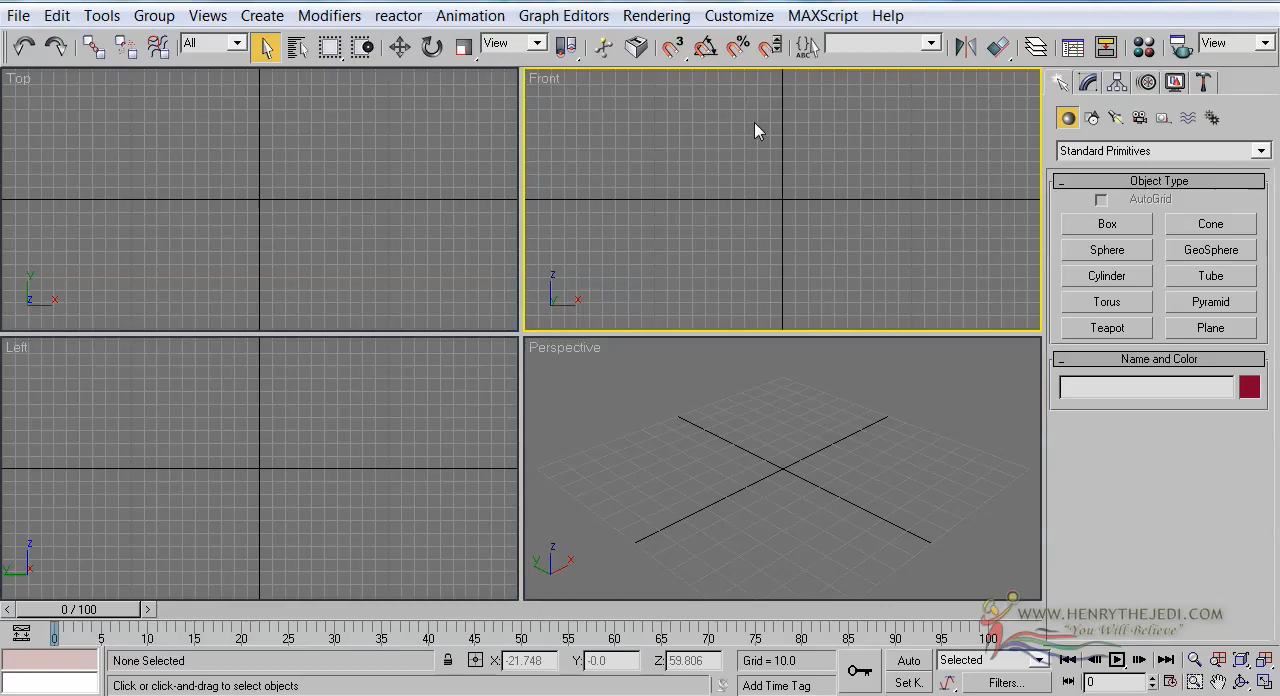 File Edit Tools Group Views Create Modifiers reactor Animation Graph Editors Rendering Customize MAXScript Help
All View 3 ABC View
Top Front
Standard Primitives
Object Type
AutoGrid
Box Cone
Sphere GeoSphere
Cylinder Tube
Torus Pyramid
Teapot Plane
Name and Color
y
z x
z
y x
Left Perspective
z
y x
z
y x
0 / 100
0 5 10 15 20 25 30 35 40 45 50 55 60 65 70 75 80 85 90 95 100
WWW.HENRYTHEJEDI.COM
"You Will Believe"
None Selected X: -21.748 Y: -0.0 Z: 59.806 Grid = 10.0 Auto Selected
Click or click-and-drag to select objects Add Time Tag Set K. Filters... 0